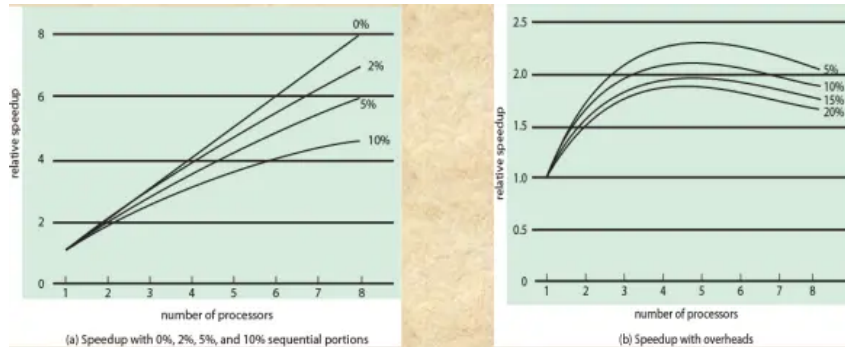 relative speedup
8
6
4
2
0
0%
2%
5%
10%
1 2 3 4 5 6 7 8
number of processors
(a) Speedup with 0%, 2%, 5%, and 10% sequential portions
relative speedup
2.5
2.0
1.5
1.0
0.5
0
5%
10%
15%
20%
1 2 3 4 5 6 7 8
number of processors
(b) Speedup with overheads